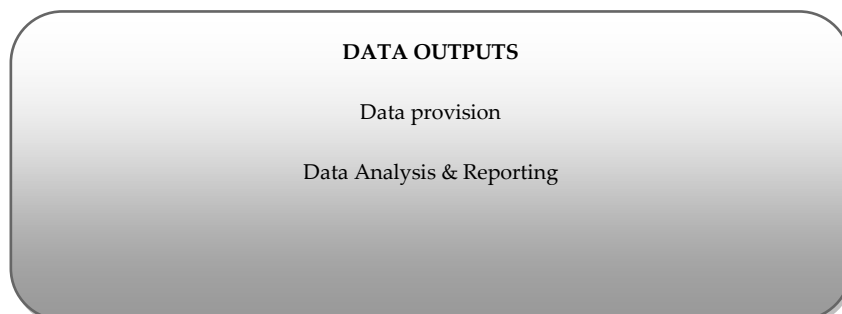 DATA OUTPUTS
Data provision
Data Analysis & Reporting